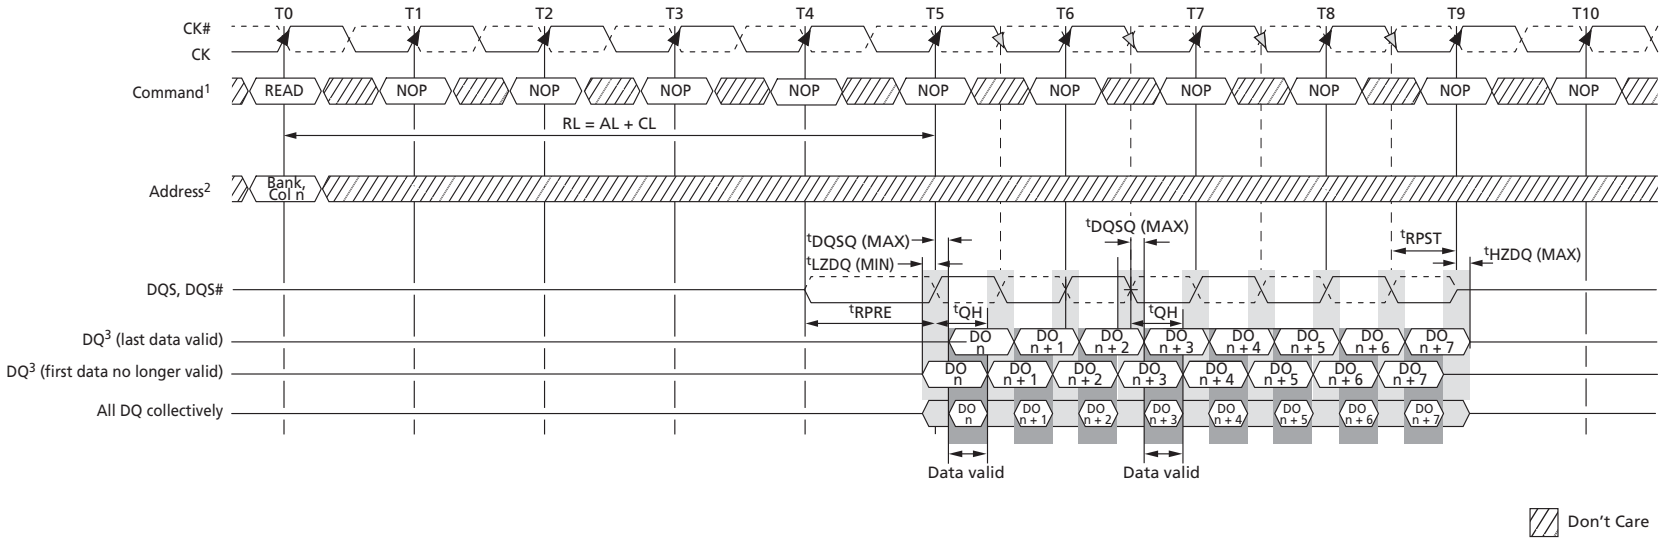 T0 T1 T2 T3 T4 T5 T6 T7 T8 T9 T10
CK#
CK
Command1 READ NOP NOP NOP NOP NOP NOP NOP NOP NOP NOP
RL = AL + CL
Address2 Bank, Col n
tDQSQ (MAX) tDQSQ (MAX) tRPST
tLZDQ (MIN) tHZDQ (MAX)
DQS, DQS#
tRPRE tQH tQH
DQ3 (last data valid) DO n DO n + 1 DO n + 2 DO n + 3 DO n + 4 DO n + 5 DO n + 6 DO n + 7
DQ3 (first data no longer valid) DO n DO n + 1 DO n + 2 DO n + 3 DO n + 4 DO n + 5 DO n + 6 DO n + 7
All DQ collectively DO n DO n + 1 DO n + 2 DO n + 3 DO n + 4 DO n + 5 DO n + 6 DO n + 7
Data valid Data valid
Don't Care